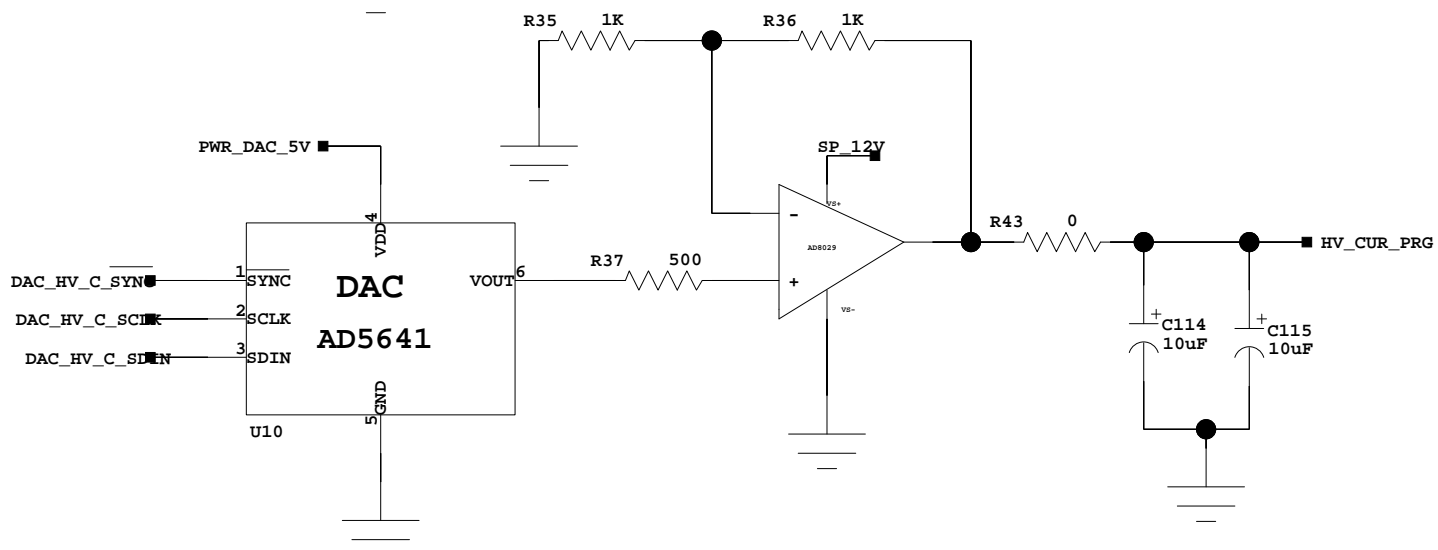 R35 1K
R36 1K
PWR_DAC_5V
SP_12V
4
VDD
VS+
-
AD8029
+
VS-
R43 0
HV_CUR_PRG
R37 500
DAC_HV_C_SYNC
1
SYNC
DAC
VOUT
6
DAC_HV_C_SCLK
2
SCLK
AD5641
DAC_HV_C_SDIN
3
SDIN
GND
5
U10
+
C114
10uF
+
C115
10uF